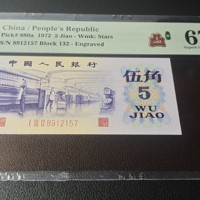 China / People's Republic
Pick# 880a 1972 5 Jiao - Wmk: Stars
S/N 8912157 Block 132 - Engraved
中国人民银行
伍角
5
WU
JIAO
8912157